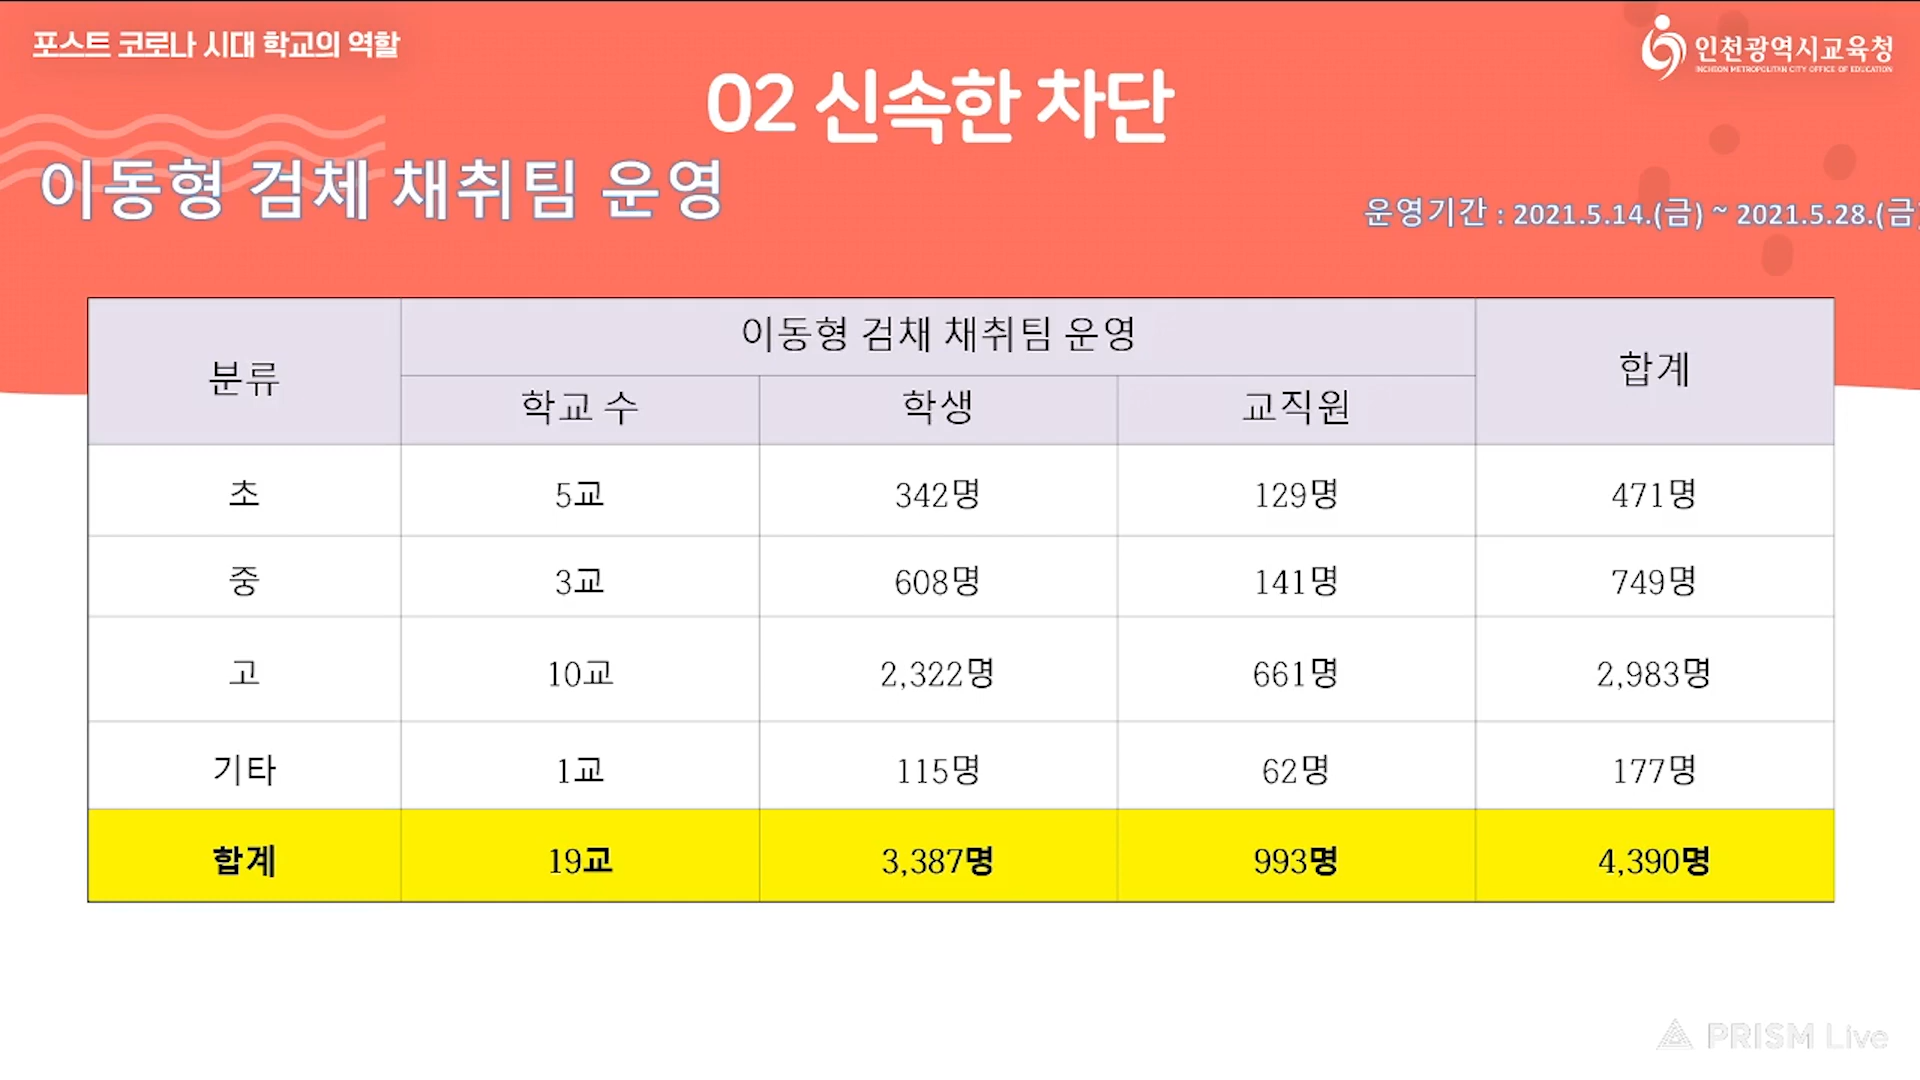 포스트 코로나 시대 학교의 역할
인천광역시교육청
INCHEON METROPOLITAN CITY OFFICE OF EDUCATION
02 신속한 차단
이동형 검체 채취팀 운영
운영기간 : 2021.5.14.(금) ~ 2021.5.28.(금)
분류 이동형 검채 채취팀 운영 합계
학교 수 학생 교직원
초 5교 342명 129명 471명
중 3교 608명 141명 749명
고 10교 2,322명 661명 2,983명
기타 1교 115명 62명 177명
합계 19교 3,387명 993명 4,390명
PRISM Live